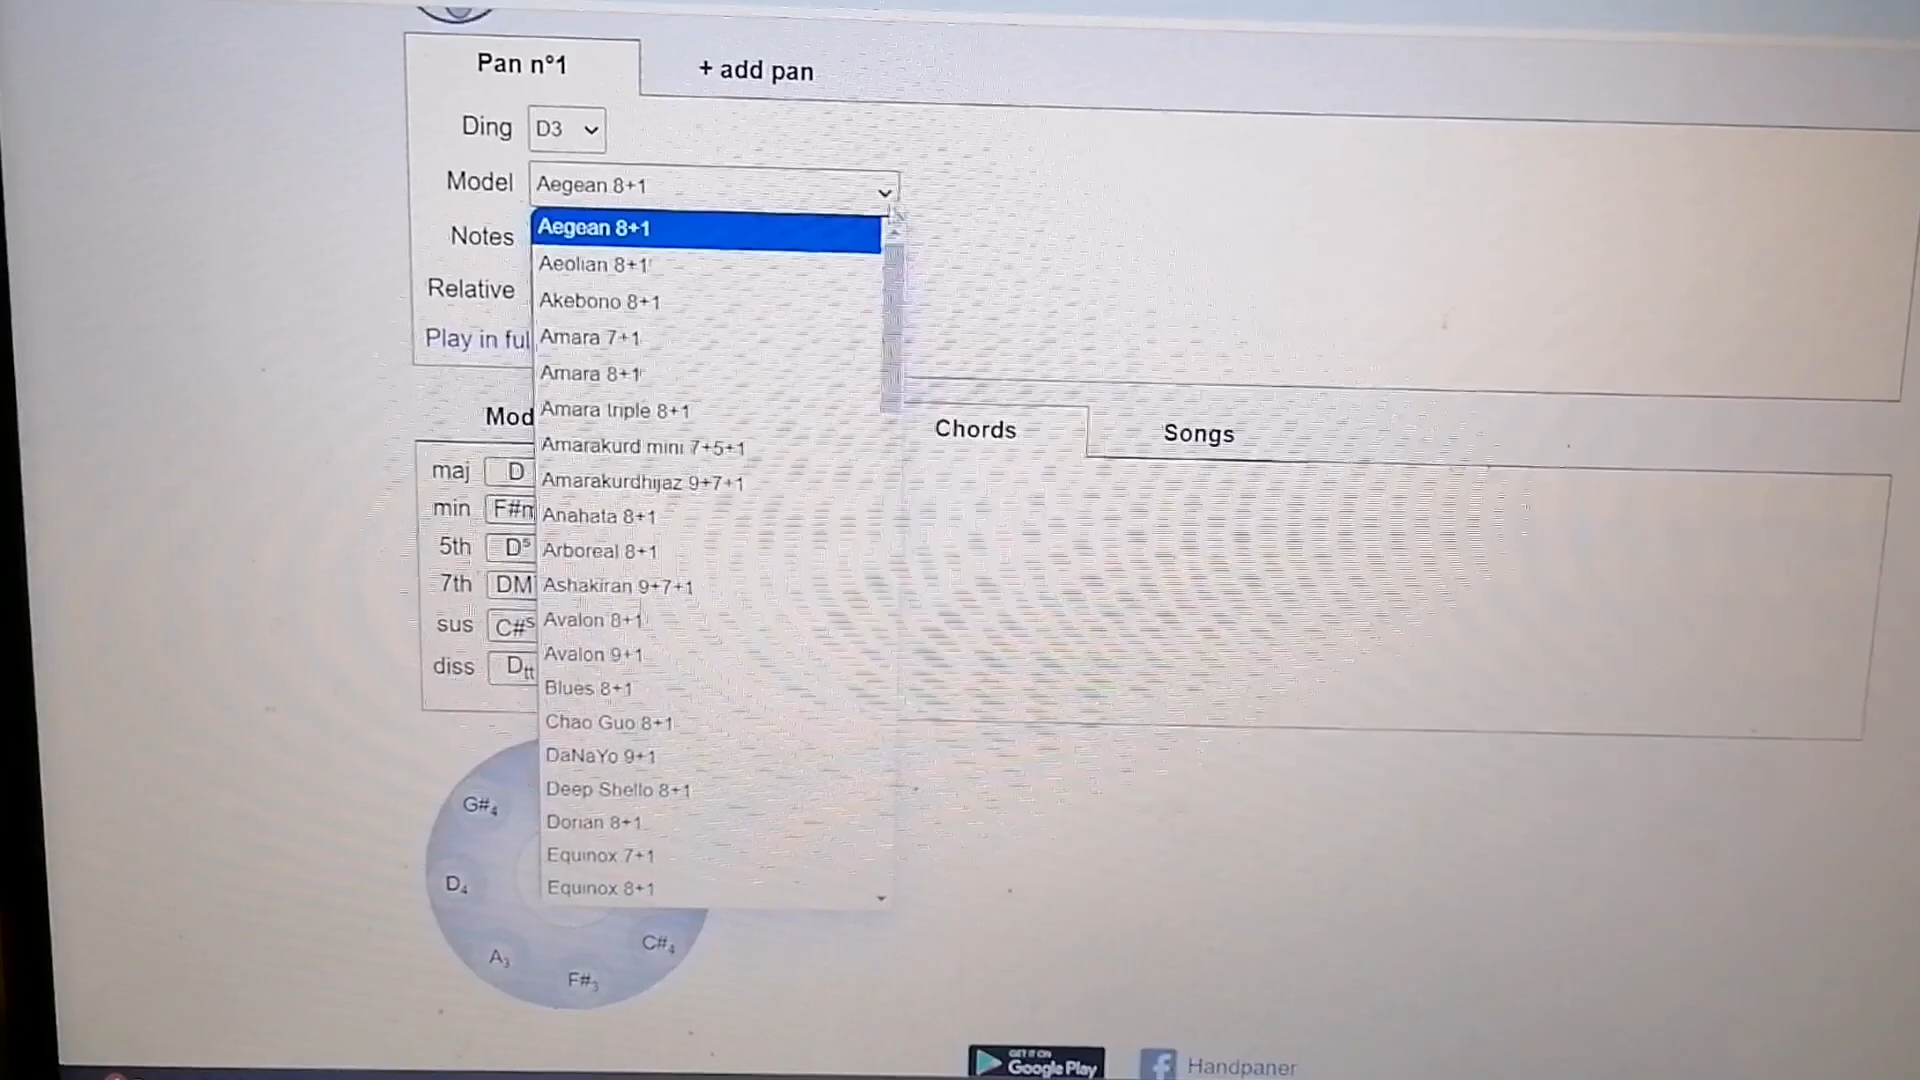 Pan n°1
+ add pan
Ding D3
Model Aegean 8+1
Notes
Relative
Play in ful
Aegean 8+1
Aeolian 8+1
Akebono 8+1
Amara 7+1
Amara 8+1
Amara triple 8+1
Amarakurd mini 7+5+1
Amarakurdhijaz 9+7+1
Anahata 8+1
Arboreal 8+1
Ashakiran 9+7+1
Avalon 8+1
Avalon 9+1
Blues 8+1
Chao Guo 8+1
DaNaYo 9+1
Deep Shello 8+1
Dorian 8+1
Equinox 7+1
Equinox 8+1
Mod
Chords
Songs
maj D
min F#m
5th D5
7th DM
sus C#s
diss Dtt
G#4
D4
A3
F#3
C#4
GET IT ON
Google Play
Handpaner